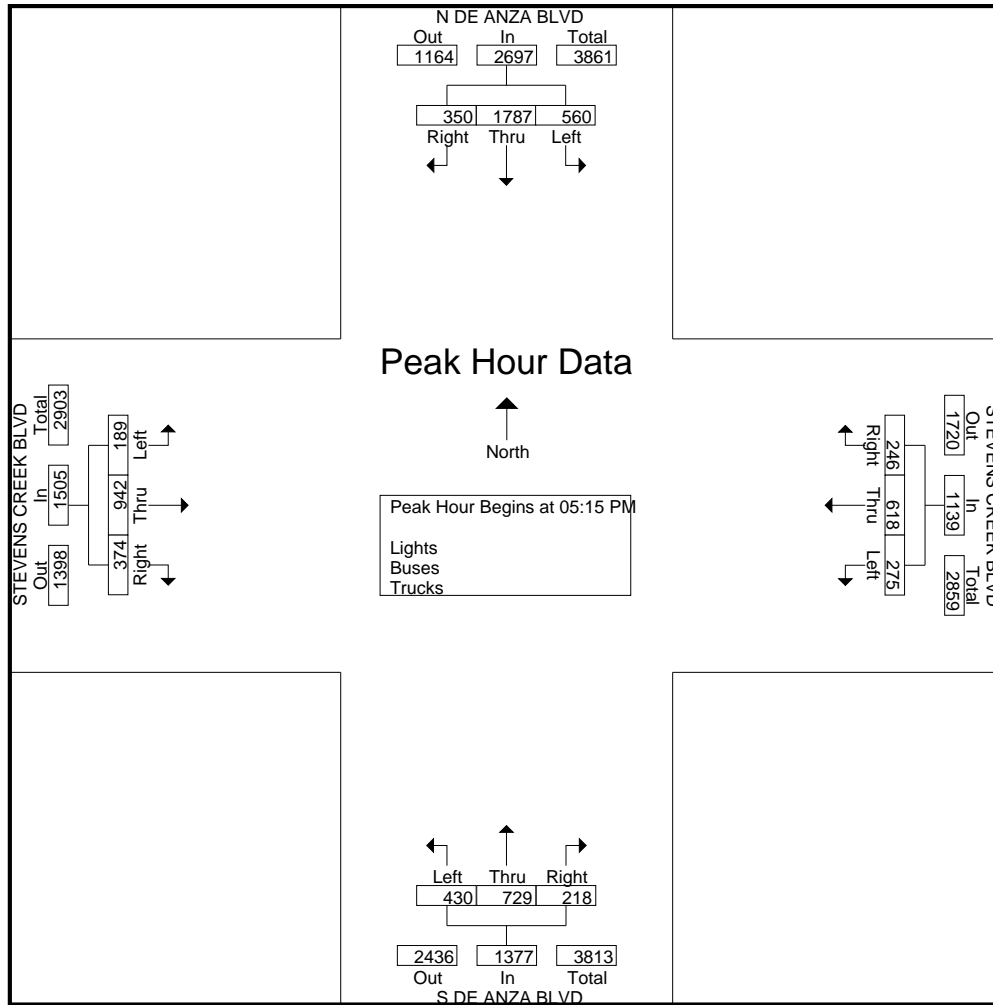 N DE ANZA BLVD
Out In Total
1164 2697 3861
350 1787 560
Right Thru Left
Peak Hour Data
North
Peak Hour Begins at 05:15 PM
Lights
Buses
Trucks
STEVENS CREEK BLVD
Total In Out
2903 1505 1398
189 942 374
Left Thru Right
STEVENS CREEK BLVD
Out In Total
1720 1139 2859
246 618 275
Right Thru Left
Left Thru Right
430 729 218
2436 1377 3813
Out In Total
S DE ANZA BLVD